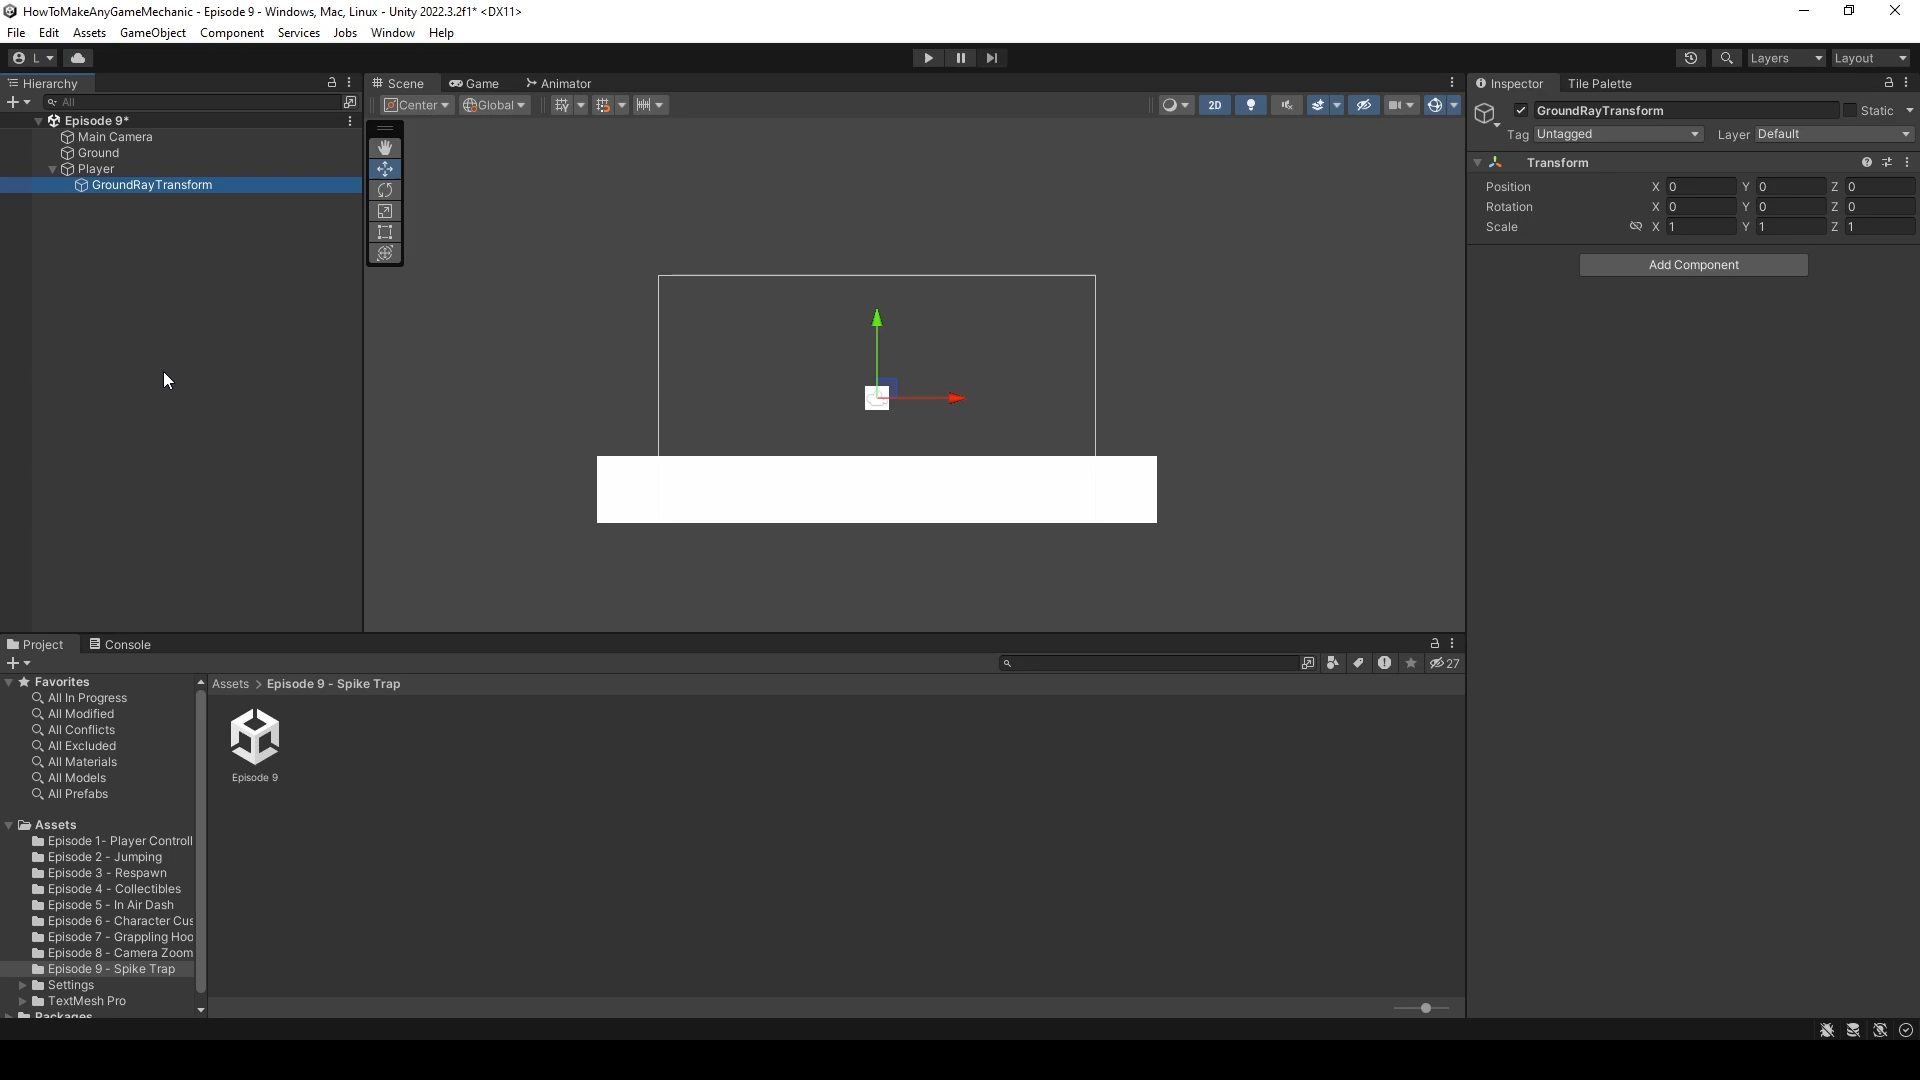 HowToMakeAnyGameMechanic - Episode 9 - Windows, Mac, Linux - Unity 2022.3.2f1* <DX11>
File Edit Assets GameObject Component Services Jobs Window Help
L Layers Layout
Hierarchy
All
Episode 9*
Main Camera
Ground
Player
GroundRayTransform
Scene Game Animator
Center Global 2D
Inspector Tile Palette
GroundRayTransform Static
Tag Untagged Layer Default
Transform
Position X 0 Y 0 Z 0
Rotation X 0 Y 0 Z 0
Scale X 1 Y 1 Z 1
Add Component
Project Console
27
Favorites
All In Progress
All Modified
All Conflicts
All Excluded
All Materials
All Models
All Prefabs
Assets
Episode 1- Player Controll
Episode 2 - Jumping
Episode 3 - Respawn
Episode 4 - Collectibles
Episode 5 - In Air Dash
Episode 6 - Character Cus
Episode 7 - Grappling Hoo
Episode 8 - Camera Zoom
Episode 9 - Spike Trap
Settings
TextMesh Pro
Packages
Assets > Episode 9 - Spike Trap
Episode 9